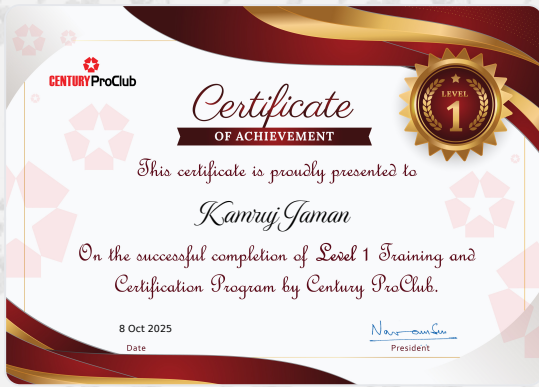 CENTURY ProClub
Certificate
OF ACHIEVEMENT
LEVEL
1
This certificate is proudly presented to
Kamruj Jaman
On the successful completion of Level 1 Training and
Certification Program by Century ProClub.
8 Oct 2025
Date
President